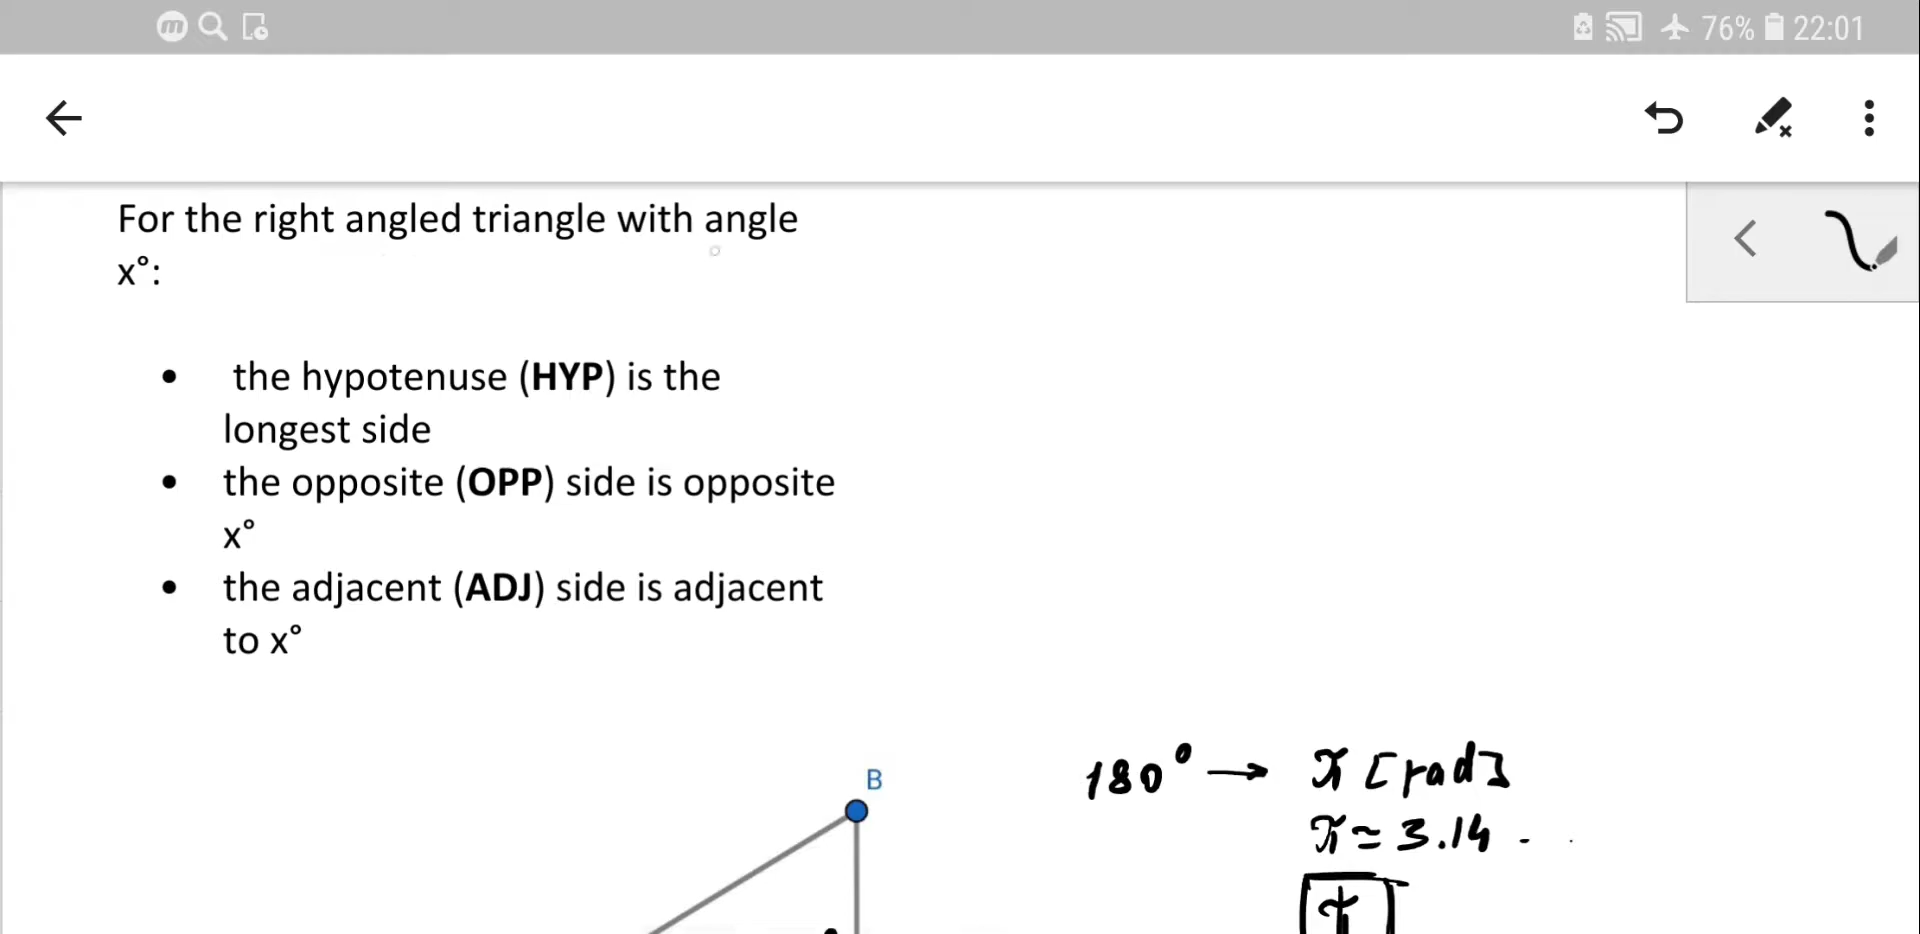 76% 22:01
For the right angled triangle with angle
x°:
• the hypotenuse (HYP) is the
longest side
• the opposite (OPP) side is opposite
x°
• the adjacent (ADJ) side is adjacent
to x°
B
180° → π [rad]
π ≃ 3.14 - .